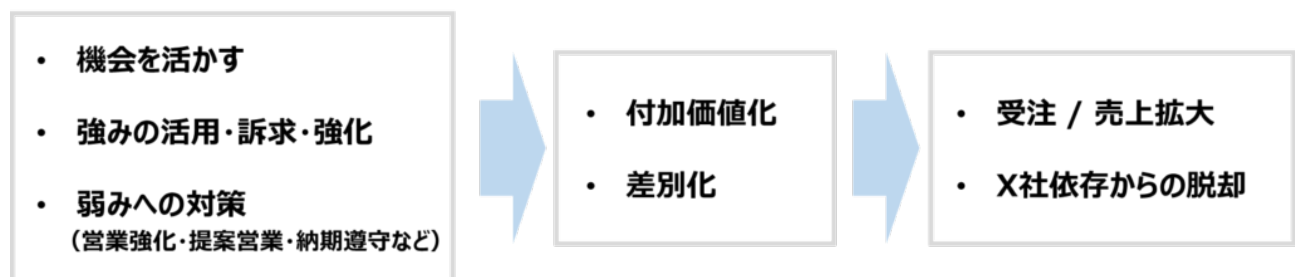 • 機会を活かす
• 強みの活用・訴求・強化
• 弱みへの対策
（営業強化・提案営業・納期遵守など）
• 付加価値化
• 差別化
• 受注 / 売上拡大
• X社依存からの脱却